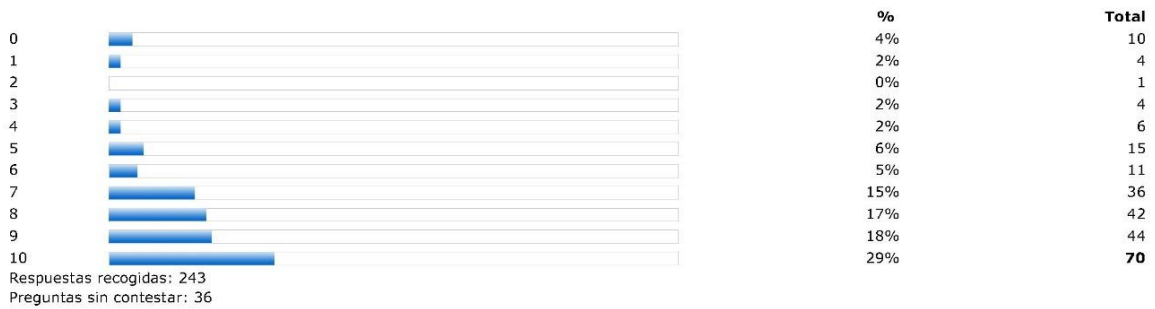 % Total
0 4% 10
1 2% 4
2 0% 1
3 2% 4
4 2% 6
5 6% 15
6 5% 11
7 15% 36
8 17% 42
9 18% 44
10 29% 70
Respuestas recogidas: 243
Preguntas sin contestar: 36